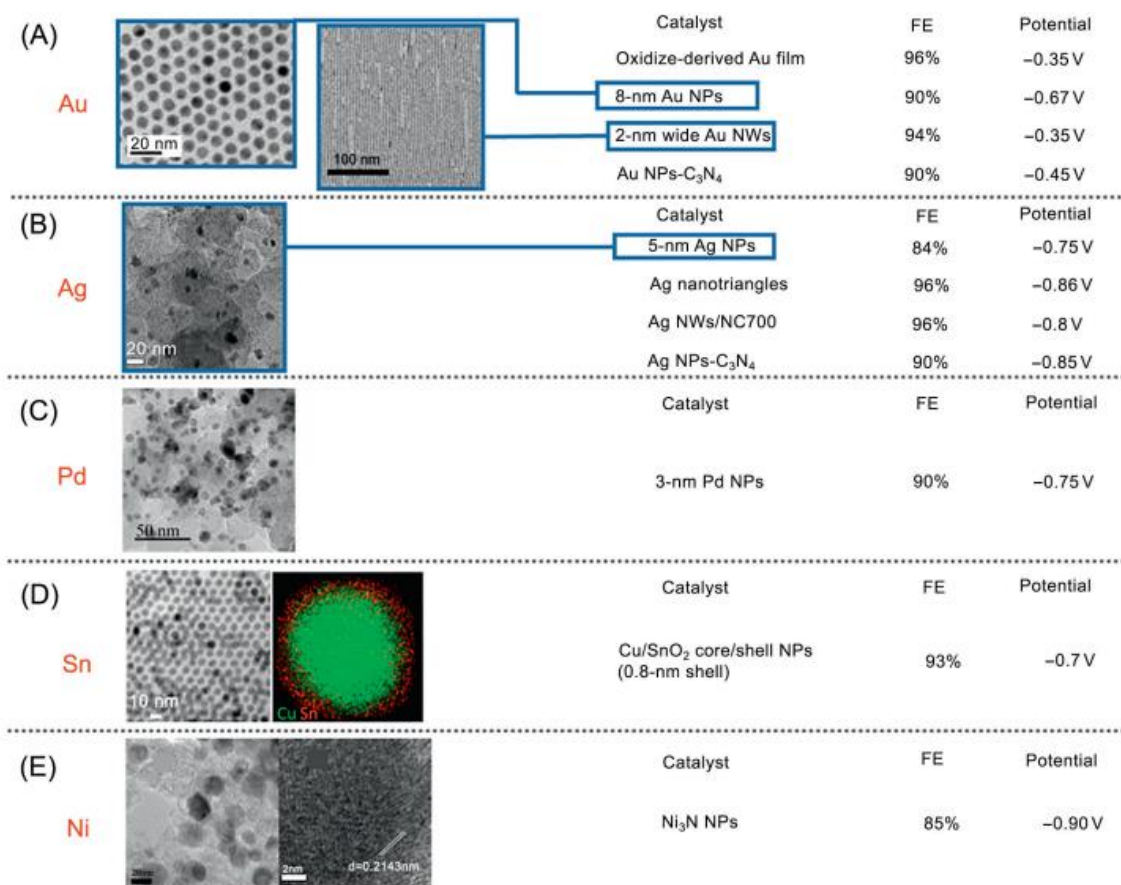 (A)
Au
20 nm
100 nm
Catalyst FE Potential
Oxidize-derived Au film 96% −0.35 V
8-nm Au NPs 90% −0.67 V
2-nm wide Au NWs 94% −0.35 V
Au NPs-C₃N₄ 90% −0.45 V
(B)
Ag
20 nm
Catalyst FE Potential
5-nm Ag NPs 84% −0.75 V
Ag nanotriangles 96% −0.86 V
Ag NWs/NC700 96% −0.8 V
Ag NPs-C₃N₄ 90% −0.85 V
(C)
Pd
50 nm
Catalyst FE Potential
3-nm Pd NPs 90% −0.75 V
(D)
Sn
10 nm
Cu Sn
Catalyst FE Potential
Cu/SnO₂ core/shell NPs 93% −0.7 V
(0.8-nm shell)
(E)
Ni
2nm
d=0.2143nm
Catalyst FE Potential
Ni₃N NPs 85% −0.90 V